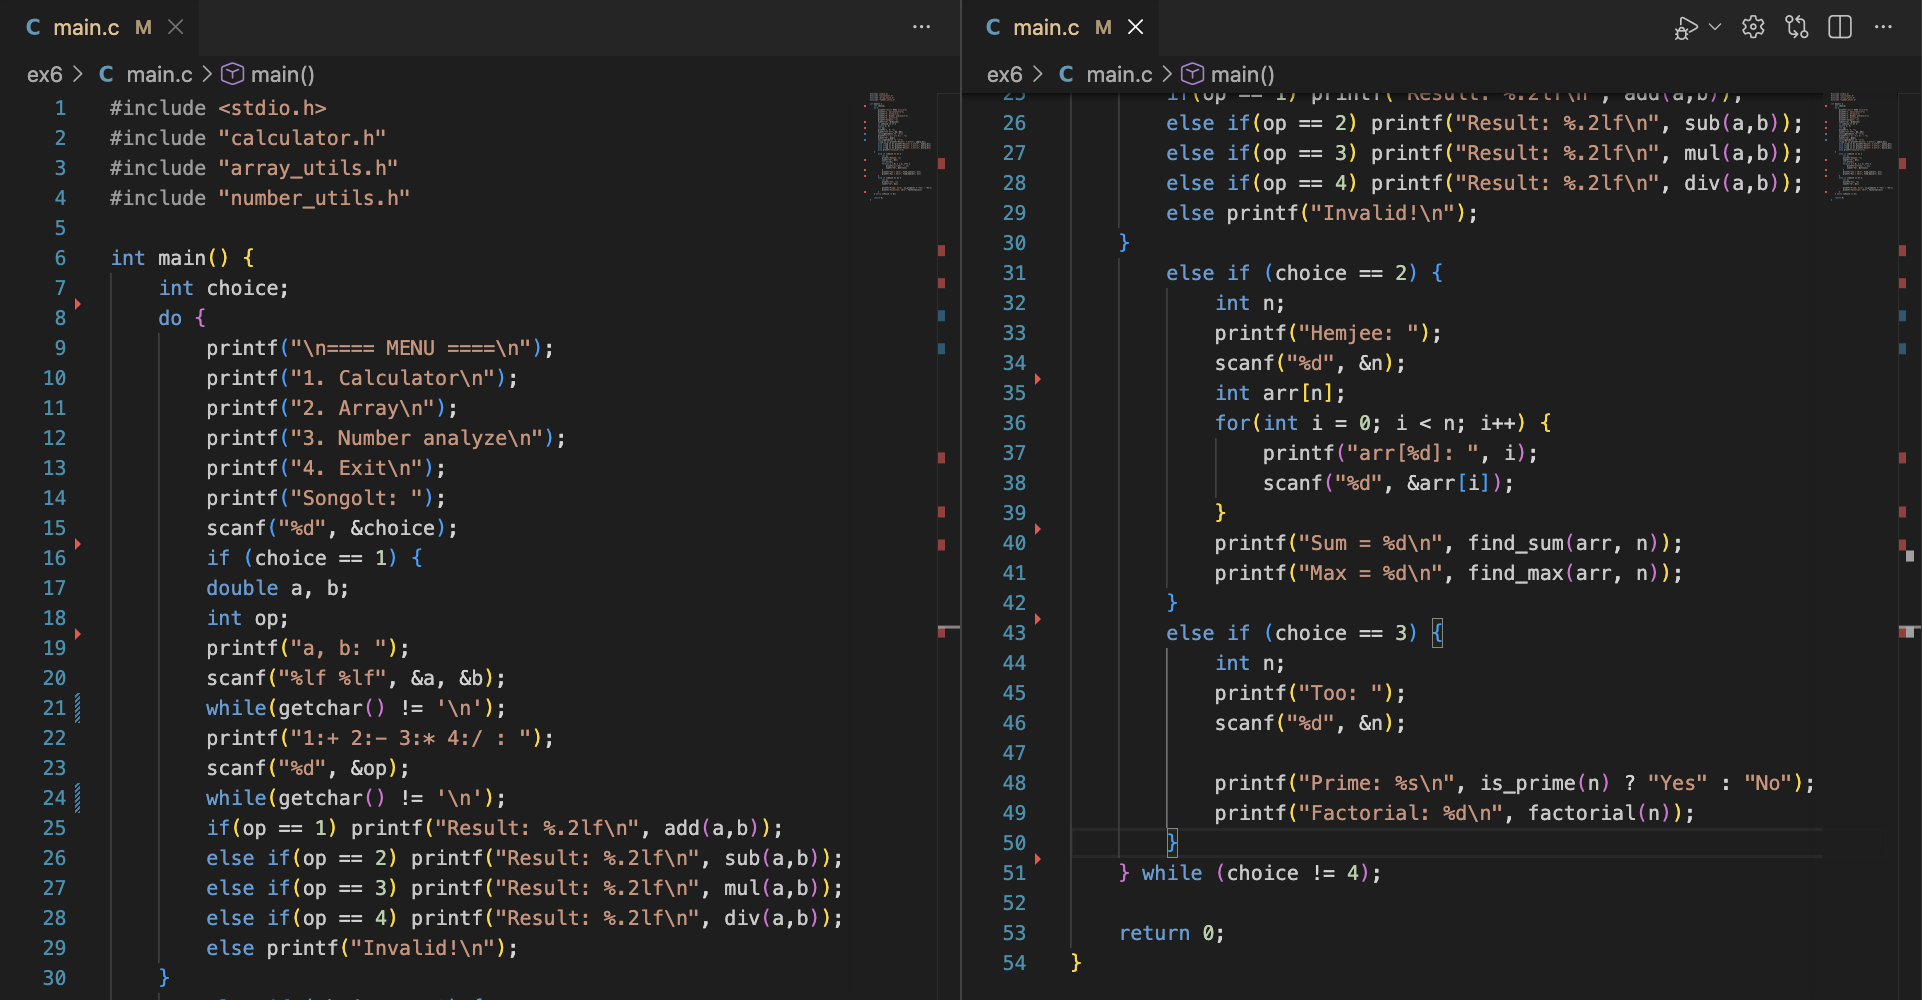 C main.c M
ex6 > C main.c > main()
1 #include <stdio.h>
2 #include "calculator.h"
3 #include "array_utils.h"
4 #include "number_utils.h"
5
6 int main() {
7     int choice;
8     do {
9         printf("\n==== MENU ====\n");
10         printf("1. Calculator\n");
11         printf("2. Array\n");
12         printf("3. Number analyze\n");
13         printf("4. Exit\n");
14         printf("Songolt: ");
15         scanf("%d", &choice);
16         if (choice == 1) {
17         double a, b;
18         int op;
19         printf("a, b: ");
20         scanf("%lf %lf", &a, &b);
21         while(getchar() != '\n');
22         printf("1:+ 2:- 3:* 4:/ : ");
23         scanf("%d", &op);
24         while(getchar() != '\n');
25         if(op == 1) printf("Result: %.2lf\n", add(a,b));
26         else if(op == 2) printf("Result: %.2lf\n", sub(a,b));
27         else if(op == 3) printf("Result: %.2lf\n", mul(a,b));
28         else if(op == 4) printf("Result: %.2lf\n", div(a,b));
29         else printf("Invalid!\n");
30     }
C main.c M
ex6 > C main.c > main()
25         if(op == 1) printf("Result: %.2lf\n", add(a,b));
26         else if(op == 2) printf("Result: %.2lf\n", sub(a,b));
27         else if(op == 3) printf("Result: %.2lf\n", mul(a,b));
28         else if(op == 4) printf("Result: %.2lf\n", div(a,b));
29         else printf("Invalid!\n");
30     }
31         else if (choice == 2) {
32             int n;
33             printf("Hemjee: ");
34             scanf("%d", &n);
35             int arr[n];
36             for(int i = 0; i < n; i++) {
37                 printf("arr[%d]: ", i);
38                 scanf("%d", &arr[i]);
39             }
40             printf("Sum = %d\n", find_sum(arr, n));
41             printf("Max = %d\n", find_max(arr, n));
42         }
43         else if (choice == 3) {
44             int n;
45             printf("Too: ");
46             scanf("%d", &n);
47
48             printf("Prime: %s\n", is_prime(n) ? "Yes" : "No");
49             printf("Factorial: %d\n", factorial(n));
50         }
51     } while (choice != 4);
52
53     return 0;
54 }